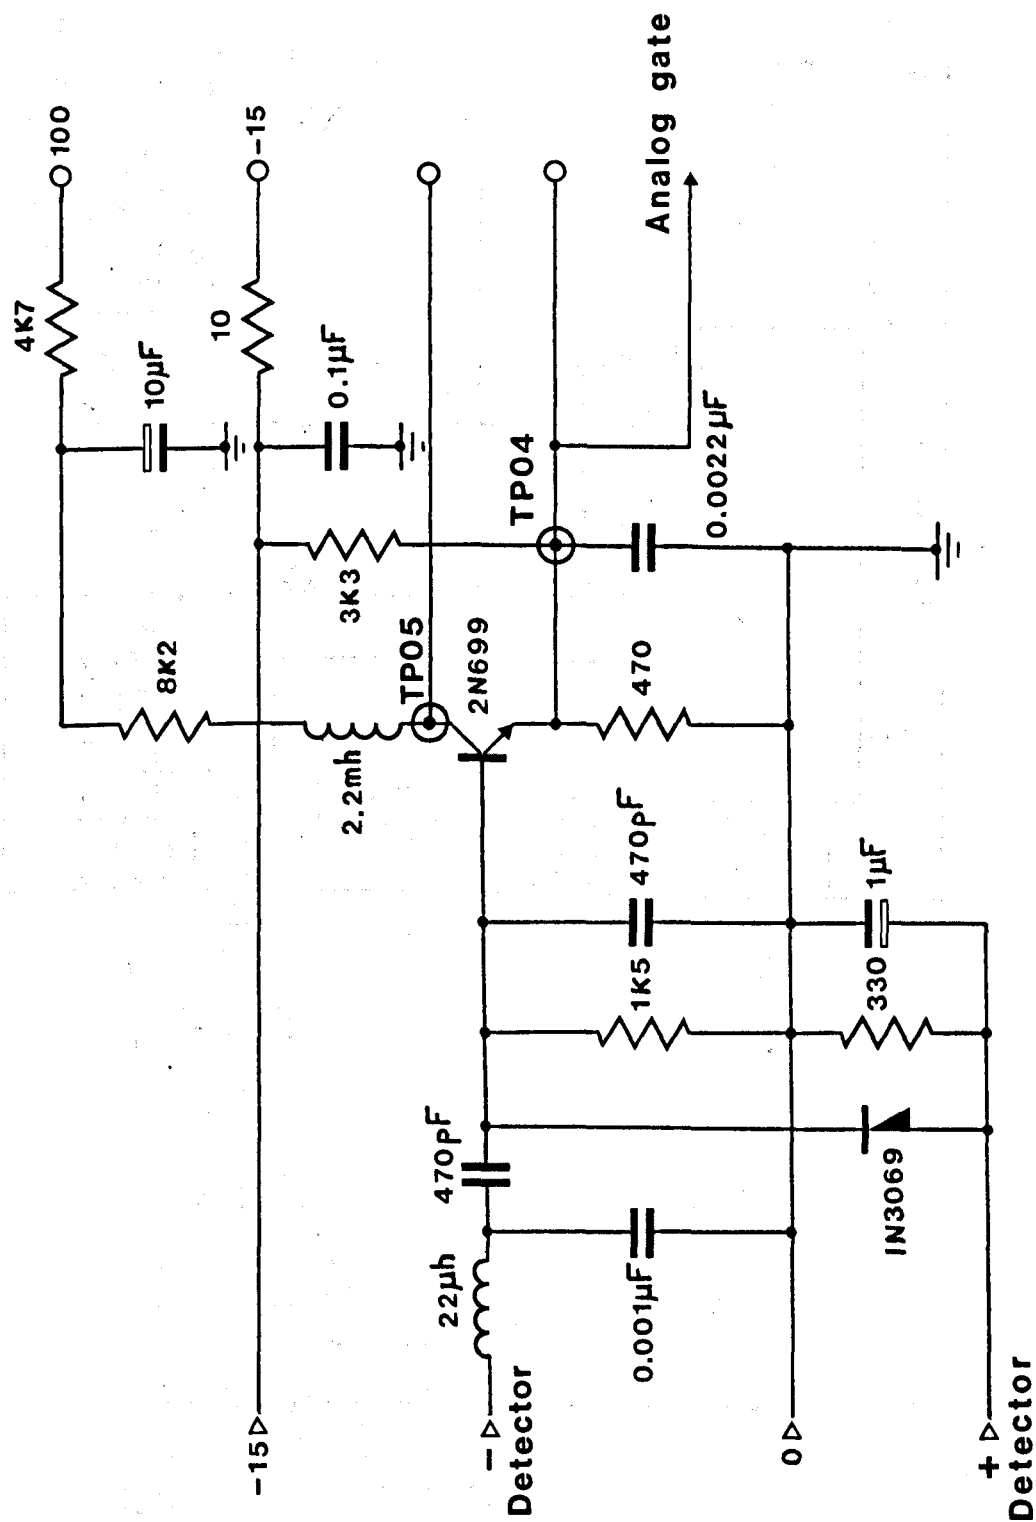 4K7
100
10µF
10
-15
0.1µF
8K2
3K3
2.2mh
TP05
2N699
TP04
Analog gate
0.0022µF
470
470pF
1K5
1µF
330
470pF
22µh
0.001µF
1N3069
-15
−
Detector
0
+
Detector